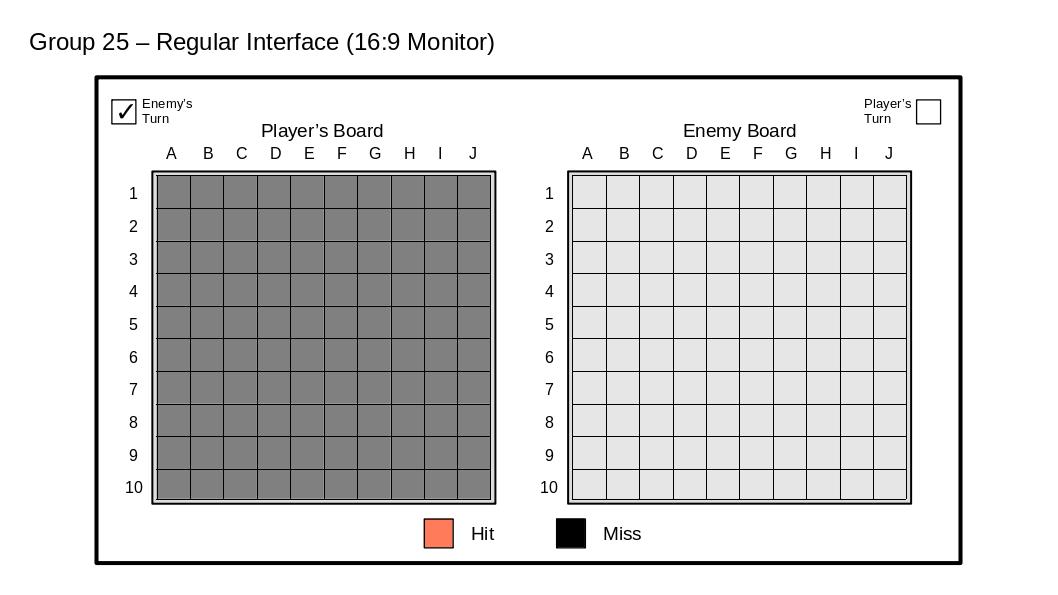 Group 25 – Regular Interface (16:9 Monitor)
✓ Enemy's
Turn
Player's
Turn
Player's Board
Enemy Board
A B C D E F G H I J
A B C D E F G H I J
1
2
3
4
5
6
7
8
9
10
1
2
3
4
5
6
7
8
9
10
Hit
Miss